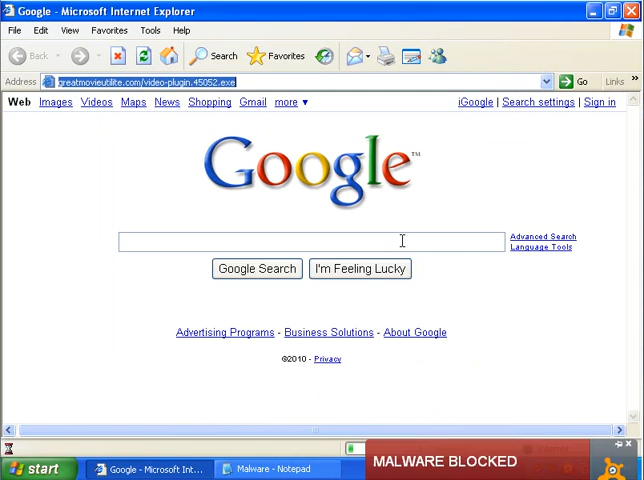 Google - Microsoft Internet Explorer
File Edit View Favorites Tools Help
Back Search Favorites
Address greatmovieutilite.com/video-plugin.45052.exe Go Links »
Web Images Videos Maps News Shopping Gmail more ▼ iGoogle | Search settings | Sign in
Google™
Advanced Search
Language Tools
Google Search I'm Feeling Lucky
Advertising Programs - Business Solutions - About Google
©2010 - Privacy
MALWARE BLOCKED
start Google - Microsoft Int... Malware - Notepad